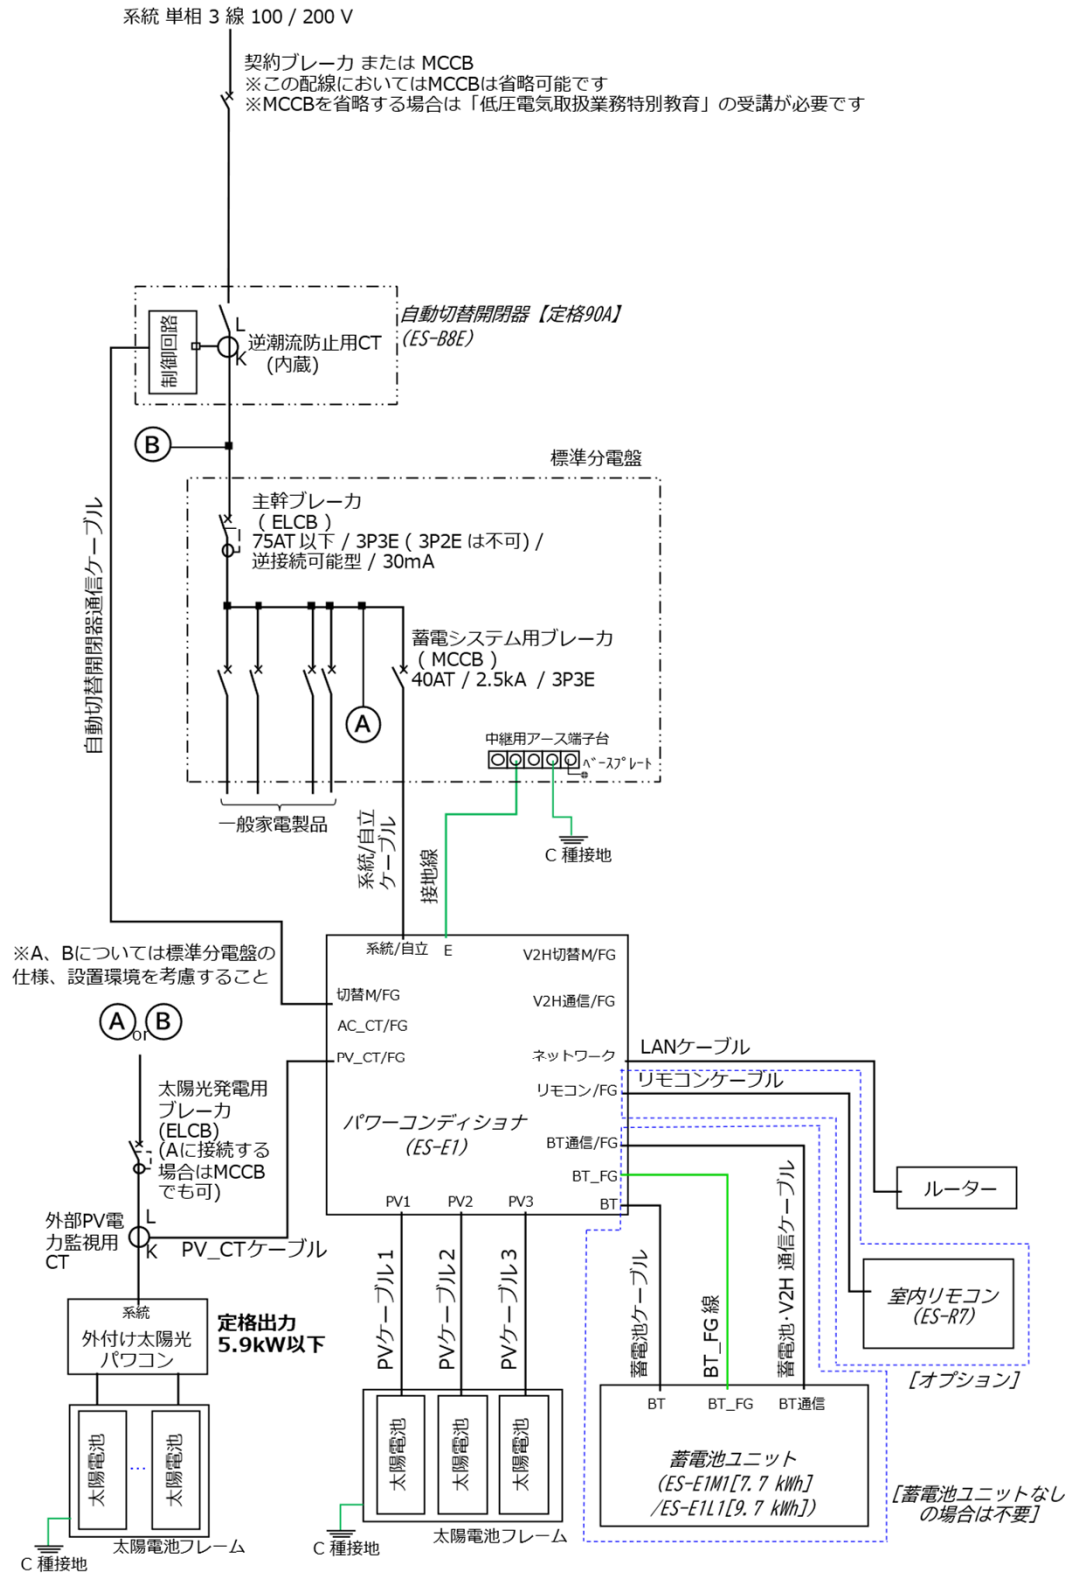 系統 単相 3 線 100 / 200 V
契約ブレーカ または MCCB
※この配線においてはMCCBは省略可能です
※MCCBを省略する場合は「低圧電気取扱業務特別教育」の受講が必要です
自動切替開閉器【定格90A】
(ES-B8E)
制御回路
L
K
逆潮流防止用CT
(内蔵)
B
標準分電盤
主幹ブレーカ
( ELCB )
75AT 以下 / 3P3E ( 3P2E は不可) /
逆接続可能型 / 30mA
自動切替開閉器通信ケーブル
蓄電システム用ブレーカ
( MCCB )
40AT / 2.5kA / 3P3E
A
中継用アース端子台
ベースプレート
一般家電製品
系統/自立
ケーブル
接地線
C 種接地
※A、Bについては標準分電盤の
仕様、設置環境を考慮すること
A or B
系統/自立
E
V2H切替M/FG
切替M/FG
V2H通信/FG
AC_CT/FG
PV_CT/FG
ネットワーク
リモコン/FG
パワーコンディショナ
(ES-E1)
BT通信/FG
BT_FG
BT
PV1
PV2
PV3
LANケーブル
リモコンケーブル
ルーター
太陽光発電用
ブレーカ
(ELCB)
(Aに接続する
場合はMCCB
でも可)
外部PV電
力監視用
CT
L
K
PV_CTケーブル
系統
外付け太陽光
パワコン
定格出力
5.9kW以下
PVケーブル1
PVケーブル2
PVケーブル3
蓄電池ケーブル
BT_FG 線
蓄電池･V2H 通信ケーブル
室内リモコン
(ES-R7)
[オプション]
BT
BT_FG
BT通信
蓄電池ユニット
(ES-E1M1[7.7 kWh]
/ES-E1L1[9.7 kWh])
[蓄電池ユニットなし
の場合は不要]
太陽電池
…
太陽電池
太陽電池フレーム
C 種接地
太陽電池
太陽電池
太陽電池
太陽電池フレーム
C 種接地